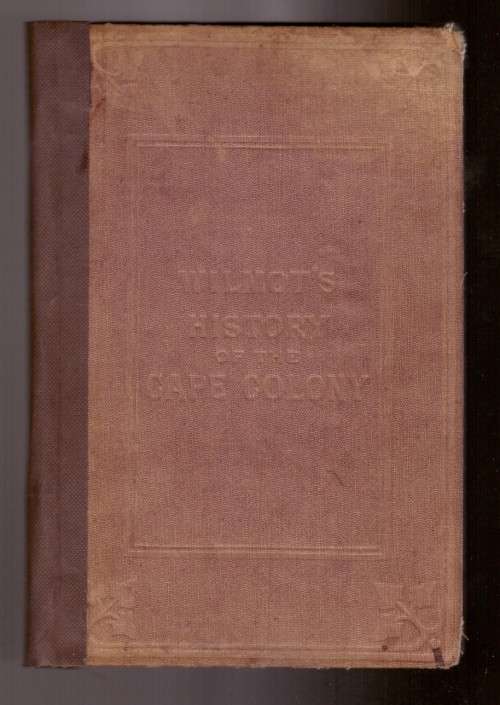 WILMOT'S
HISTORY
OF THE
CAPE COLONY